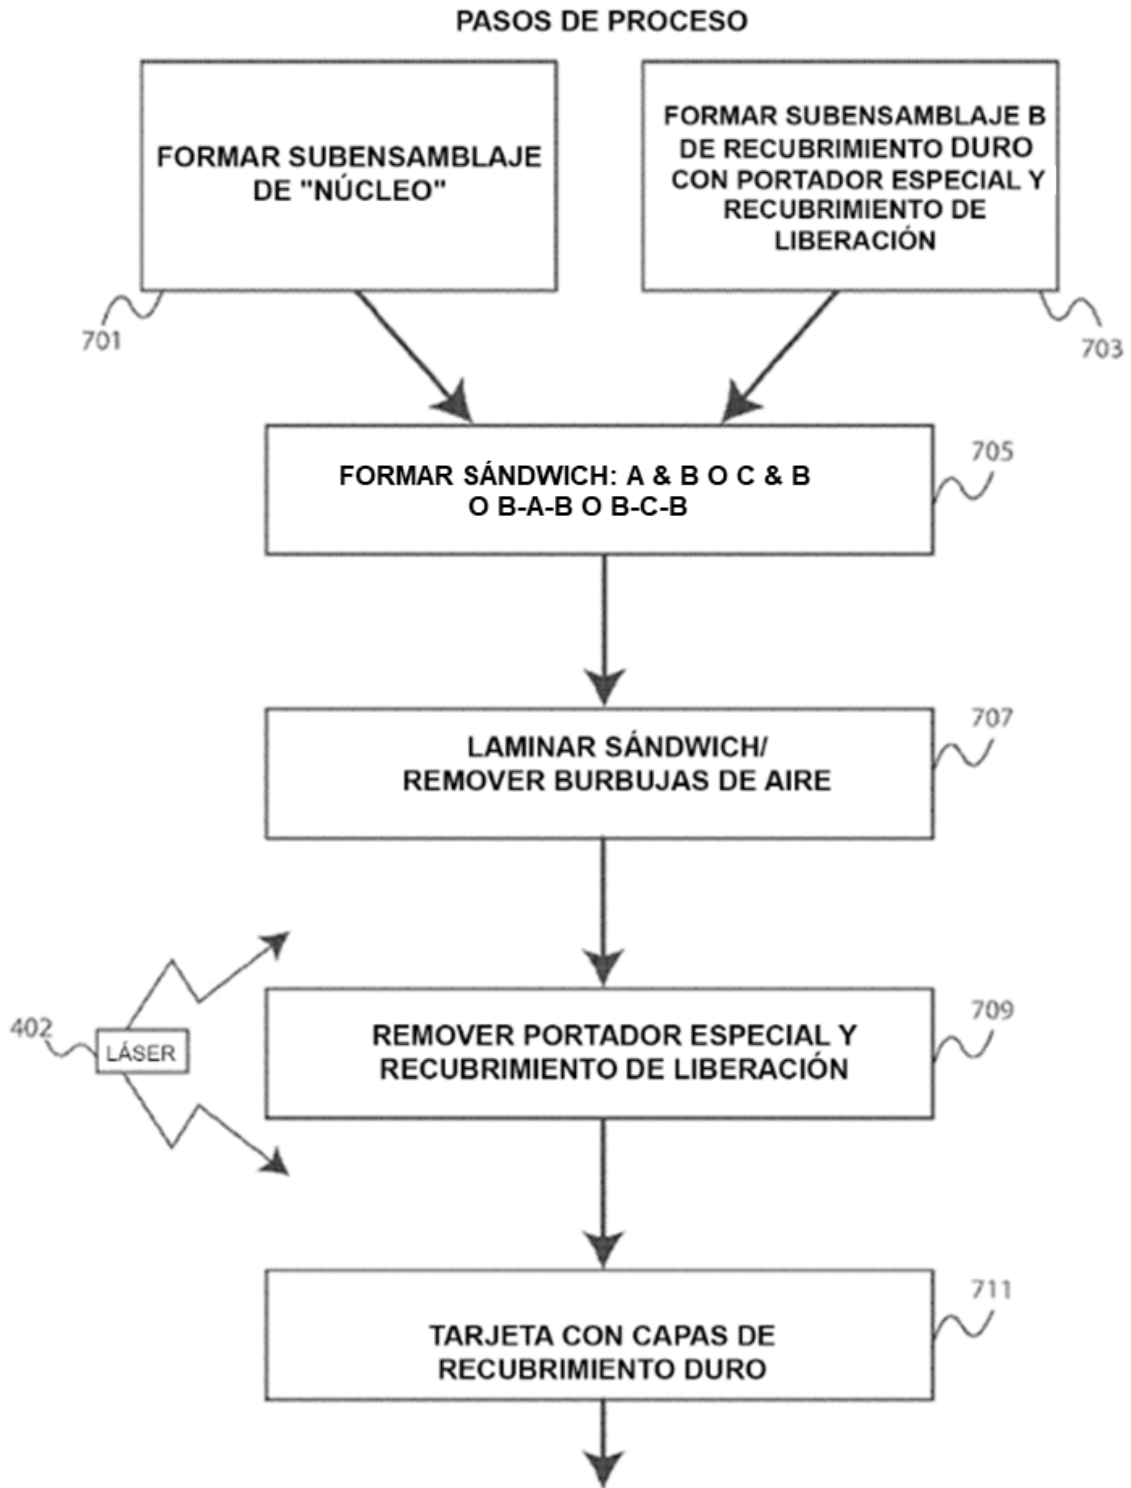 PASOS DE PROCESO
FORMAR SUBENSAMBLAJE
DE "NÚCLEO"
701
FORMAR SUBENSAMBLAJE B
DE RECUBRIMIENTO DURO
CON PORTADOR ESPECIAL Y
RECUBRIMIENTO DE
LIBERACIÓN
703
FORMAR SÁNDWICH: A & B O C & B
O B-A-B O B-C-B
705
LAMINAR SÁNDWICH/
REMOVER BURBUJAS DE AIRE
707
402
LÁSER
REMOVER PORTADOR ESPECIAL Y
RECUBRIMIENTO DE LIBERACIÓN
709
TARJETA CON CAPAS DE
RECUBRIMIENTO DURO
711